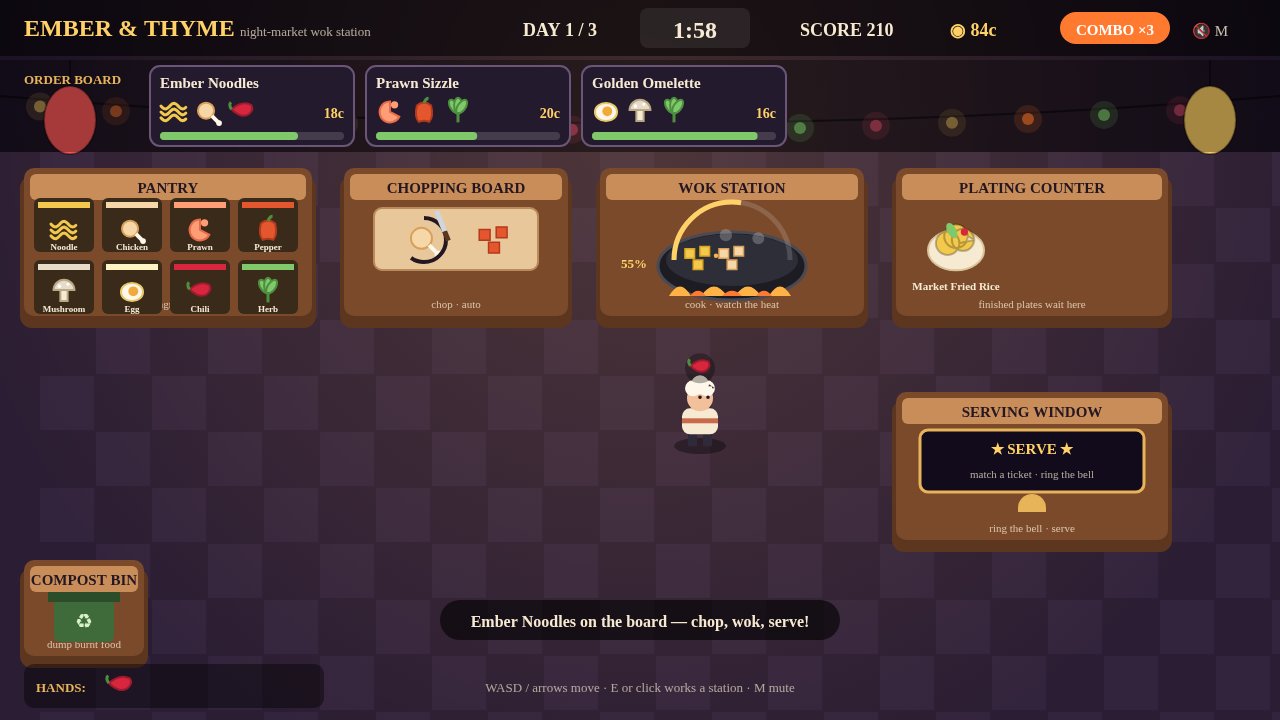 EMBER & THYME night-market wok station
DAY 1 / 3
1:58
SCORE 210
◉ 84c
COMBO ×3
🔇 M
ORDER BOARD
Ember Noodles
18c
Prawn Sizzle
20c
Golden Omelette
16c
PANTRY
Noodle
Chicken
Prawn
Pepper
Mushroom
Egg
Chili
Herb
CHOPPING BOARD
chop · auto
WOK STATION
55%
cook · watch the heat
PLATING COUNTER
Market Fried Rice
finished plates wait here
SERVING WINDOW
★ SERVE ★
match a ticket · ring the bell
ring the bell · serve
COMPOST BIN
♻
dump burnt food
Ember Noodles on the board — chop, wok, serve!
HANDS:
WASD / arrows move · E or click works a station · M mute